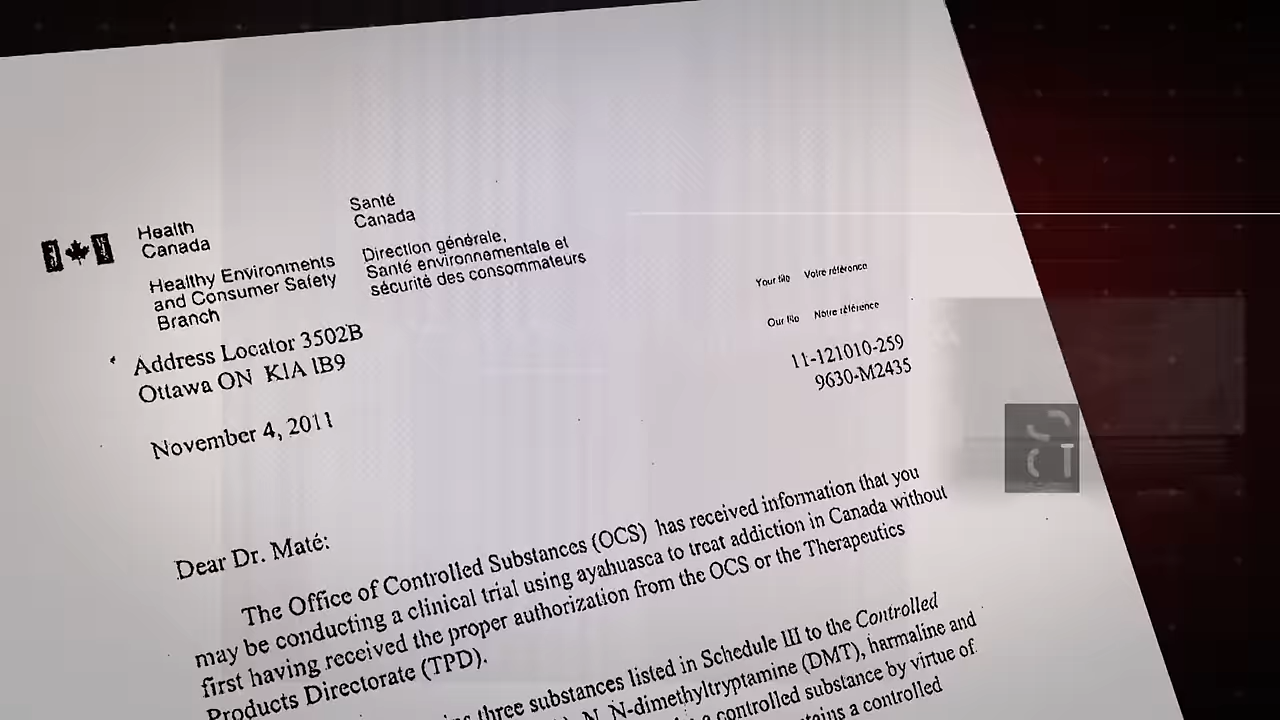 Health
Canada
Santé
Canada
Healthy Environments
and Consumer Safety
Branch
Direction générale,
Santé environnementale et
sécurité des consommateurs
Your file Votre référence
Our file Notre référence
11-121010-259
9630-M2435
Address Locator 3502B
Ottawa ON K1A 1B9
November 4, 2011
Dear Dr. Maté:
The Office of Controlled Substances (OCS) has received information that you
may be conducting a clinical trial using ayahuasca to treat addiction in Canada without
first having received the proper authorization from the OCS or the Therapeutics
Products Directorate (TPD).
three substances listed in Schedule III to the Controlled
N, N-dimethyltryptamine (DMT), harmaline and
a controlled substance by virtue of
a controlled